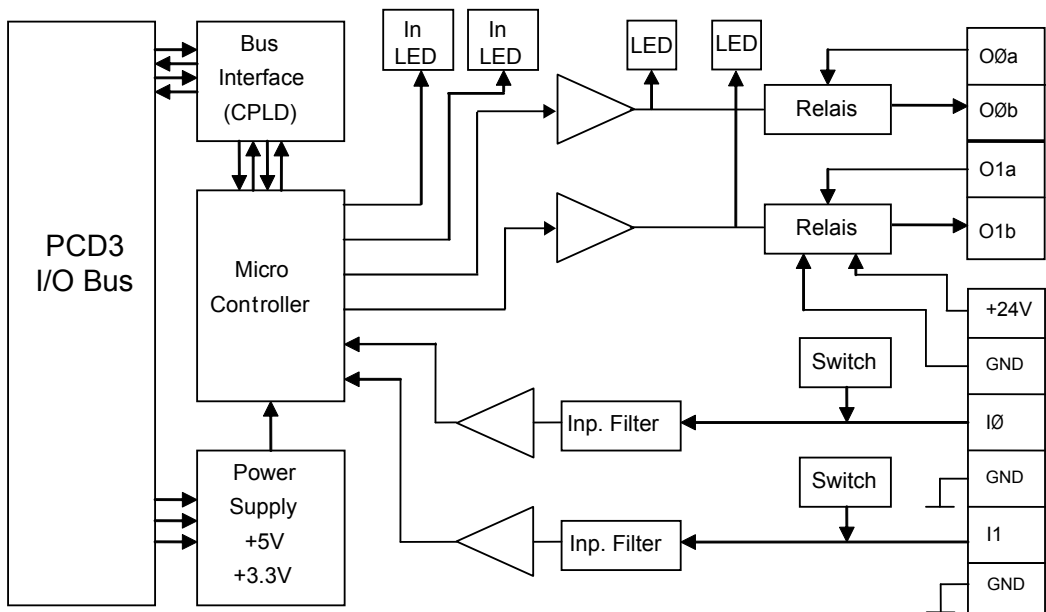 PCD3
I/O Bus
Bus
Interface
(CPLD)
Micro
Controller
Power
Supply
+5V
+3.3V
In
LED
In
LED
LED
LED
Relais
Relais
Switch
Inp. Filter
Switch
Inp. Filter
OØa
OØb
O1a
O1b
+24V
GND
IØ
GND
I1
GND